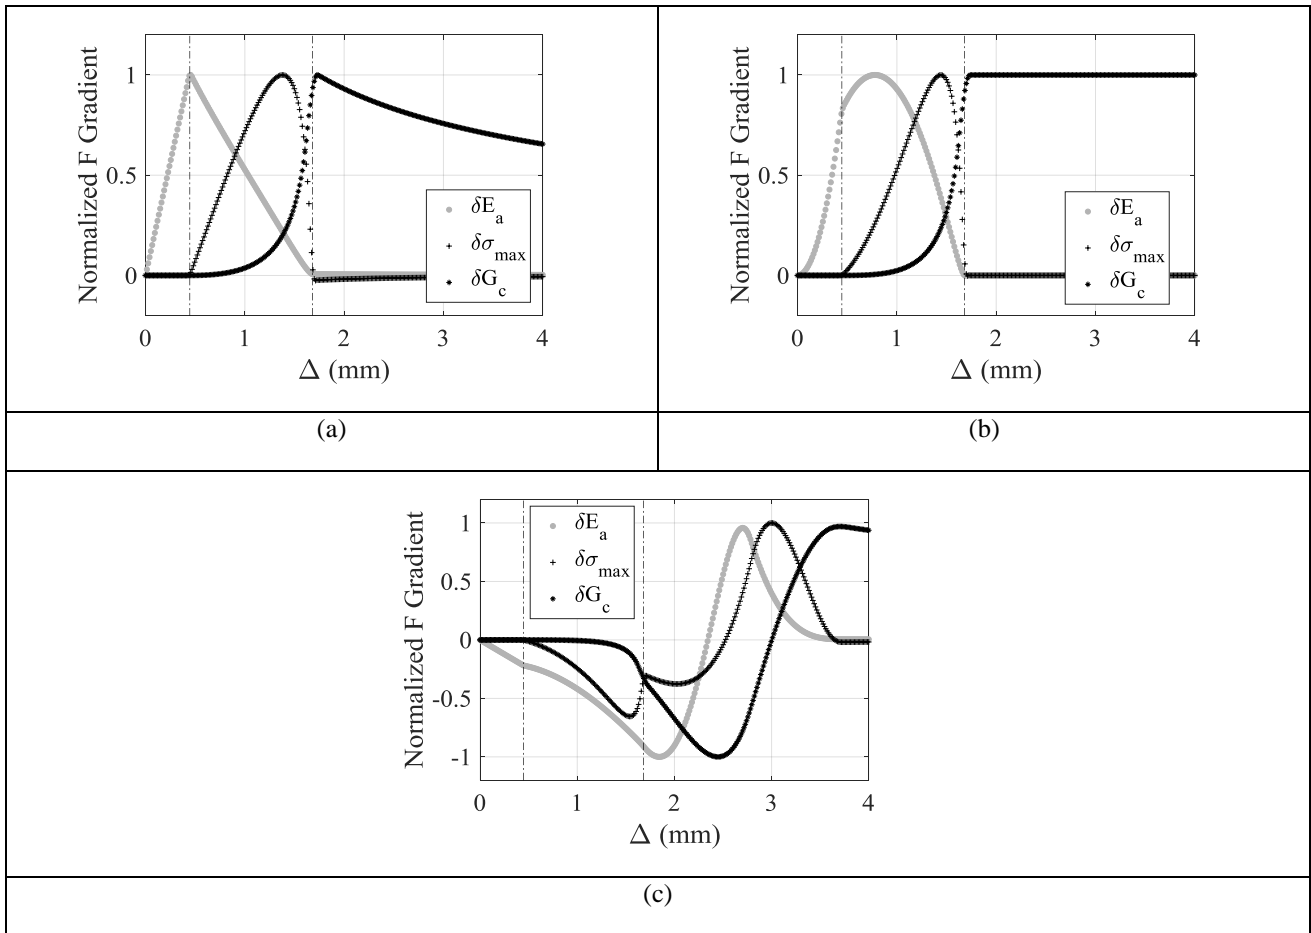 Normalized F Gradient
1
0.5
0
0 1 2 3 4
Δ (mm)
δE_a
δσ_max
δG_c
(a)
Normalized F Gradient
1
0.5
0
0 1 2 3 4
Δ (mm)
δE_a
δσ_max
δG_c
(b)
Normalized F Gradient
1
0.5
0
-0.5
-1
0 1 2 3 4
Δ (mm)
δE_a
δσ_max
δG_c
(c)